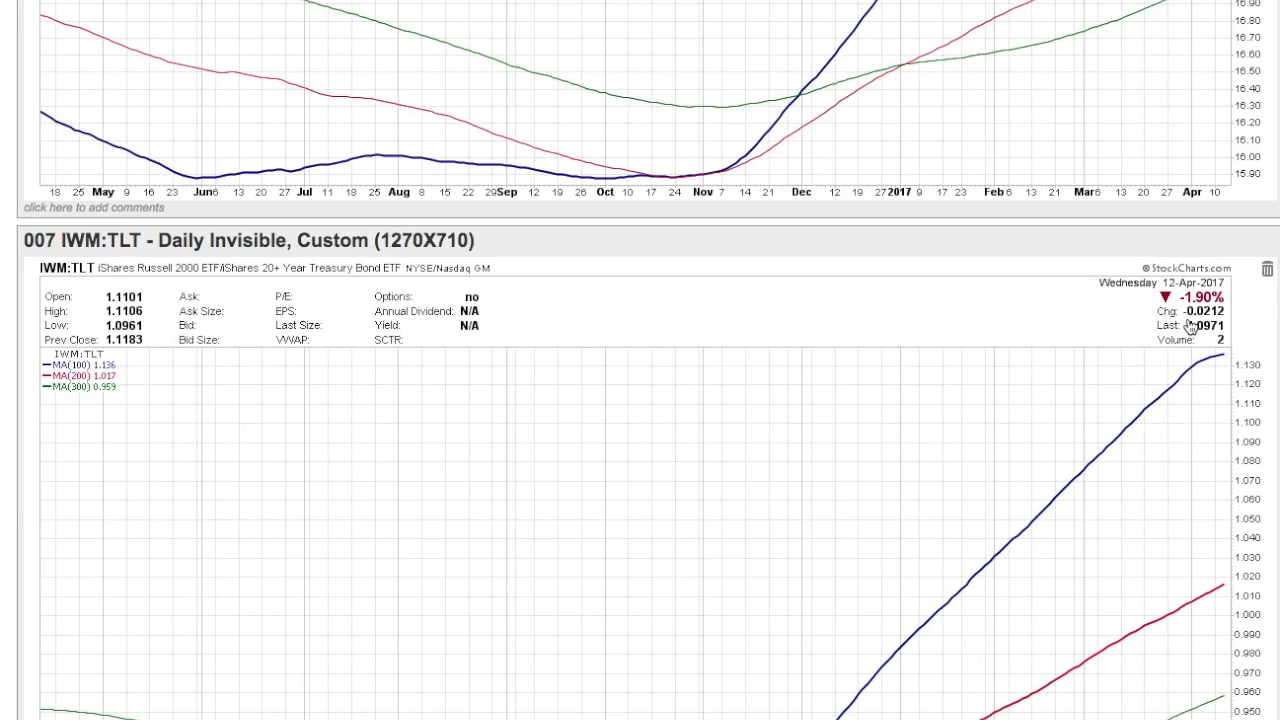 16.90
16.80
16.70
16.60
16.50
16.40
16.30
16.20
16.10
16.00
15.90
18 25 May 9 16 23 Jun6 13 20 27 Jul 11 18 25 Aug 8 15 22 29Sep 12 19 26 Oct 10 17 24 Nov 7 14 21 Dec 12 19 272017 9 17 23 Feb 6 13 21 Mar6 13 20 27 Apr 10
click here to add comments
007 IWM:TLT - Daily Invisible, Custom (1270X710)
IWM:TLT iShares Russell 2000 ETF/iShares 20+ Year Treasury Bond ETF NYSE/Nasdaq GM
© StockCharts.com
Wednesday 12-Apr-2017
Open: 1.1101 Ask: P/E: Options: no ▼ -1.90%
High: 1.1106 Ask Size: EPS: Annual Dividend: N/A Chg: -0.0212
Low: 1.0961 Bid: Last Size: Yield: N/A Last: 0971
Prev Close: 1.1183 Bid Size: VWAP: SCTR: Volume: 2
IWM:TLT
MA(100) 1.136
MA(200) 1.017
MA(300) 0.959
1.130
1.120
1.110
1.100
1.090
1.080
1.070
1.060
1.050
1.040
1.030
1.020
1.010
1.000
0.990
0.980
0.970
0.960
0.950